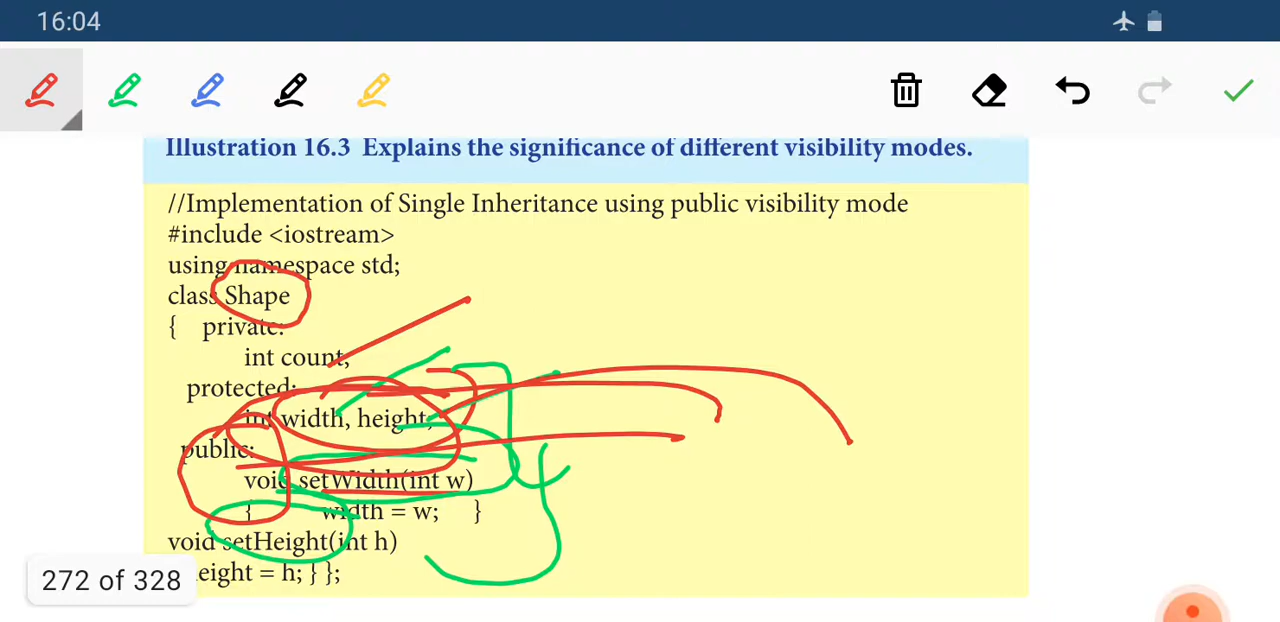 16:04
Illustration 16.3 Explains the significance of different visibility modes.
//Implementation of Single Inheritance using public visibility mode
#include <iostream>
using namespace std;
class Shape
{ private:
int count;
protected:
int width, height;
public:
void setWidth(int w)
{ width = w; }
void setHeight(int h)
eight = h; } };
272 of 328